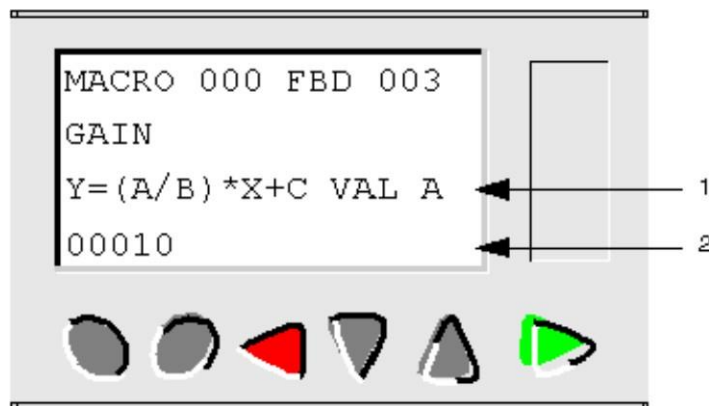 MACRO 000 FBD 003
GAIN
Y=(A/B)*X+C VAL A
1
00010
2